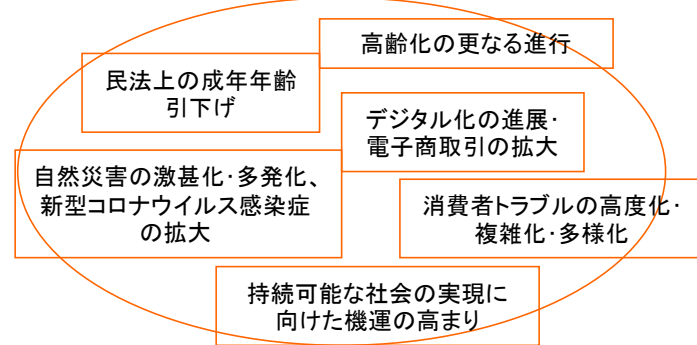 高齢化の更なる進行
民法上の成年年齢
引下げ
デジタル化の進展・
電子商取引の拡大
自然災害の激甚化・多発化、
新型コロナウイルス感染症
の拡大
消費者トラブルの高度化・
複雑化・多様化
持続可能な社会の実現に
向けた機運の高まり